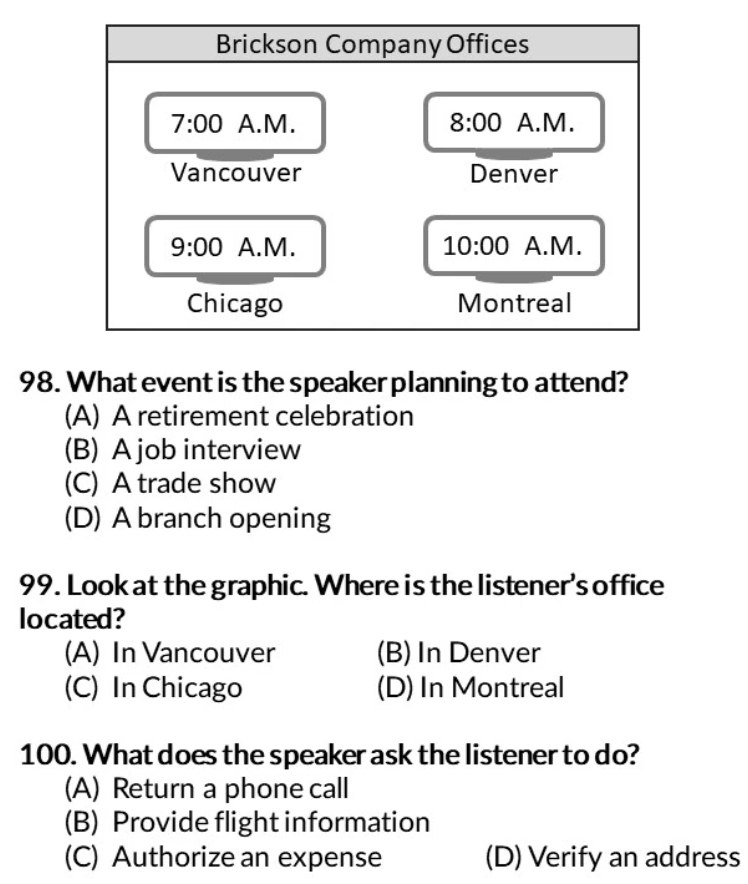 Brickson Company Offices
7:00 A.M.
Vancouver
8:00 A.M.
Denver
9:00 A.M.
Chicago
10:00 A.M.
Montreal
98. What event is the speaker planning to attend?
(A) A retirement celebration
(B) A job interview
(C) A trade show
(D) A branch opening
99. Look at the graphic. Where is the listener's office
located?
(A) In Vancouver (B) In Denver
(C) In Chicago (D) In Montreal
100. What does the speaker ask the listener to do?
(A) Return a phone call
(B) Provide flight information
(C) Authorize an expense (D) Verify an address